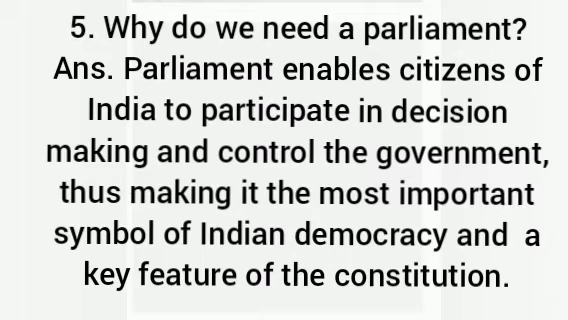 5. Why do we need a parliament?
Ans. Parliament enables citizens of
India to participate in decision
making and control the government,
thus making it the most important
symbol of Indian democracy and a
key feature of the constitution.